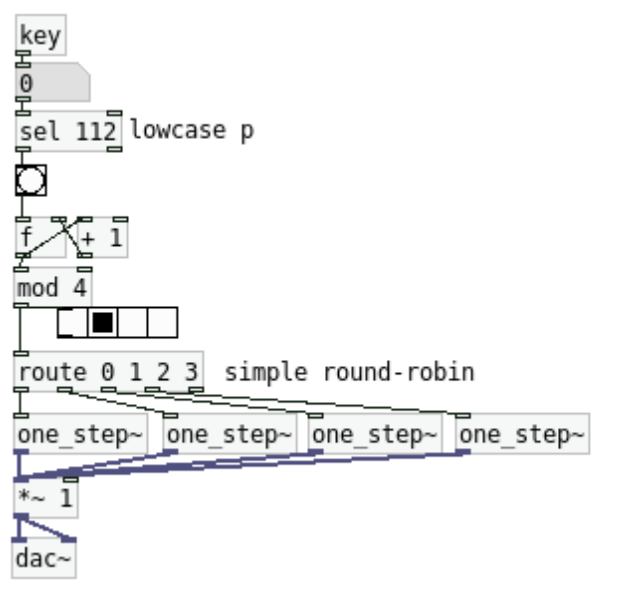 key
0
sel 112 lowcase p
f + 1
mod 4
route 0 1 2 3 simple round-robin
one_step~ one_step~ one_step~ one_step~
*~ 1
dac~